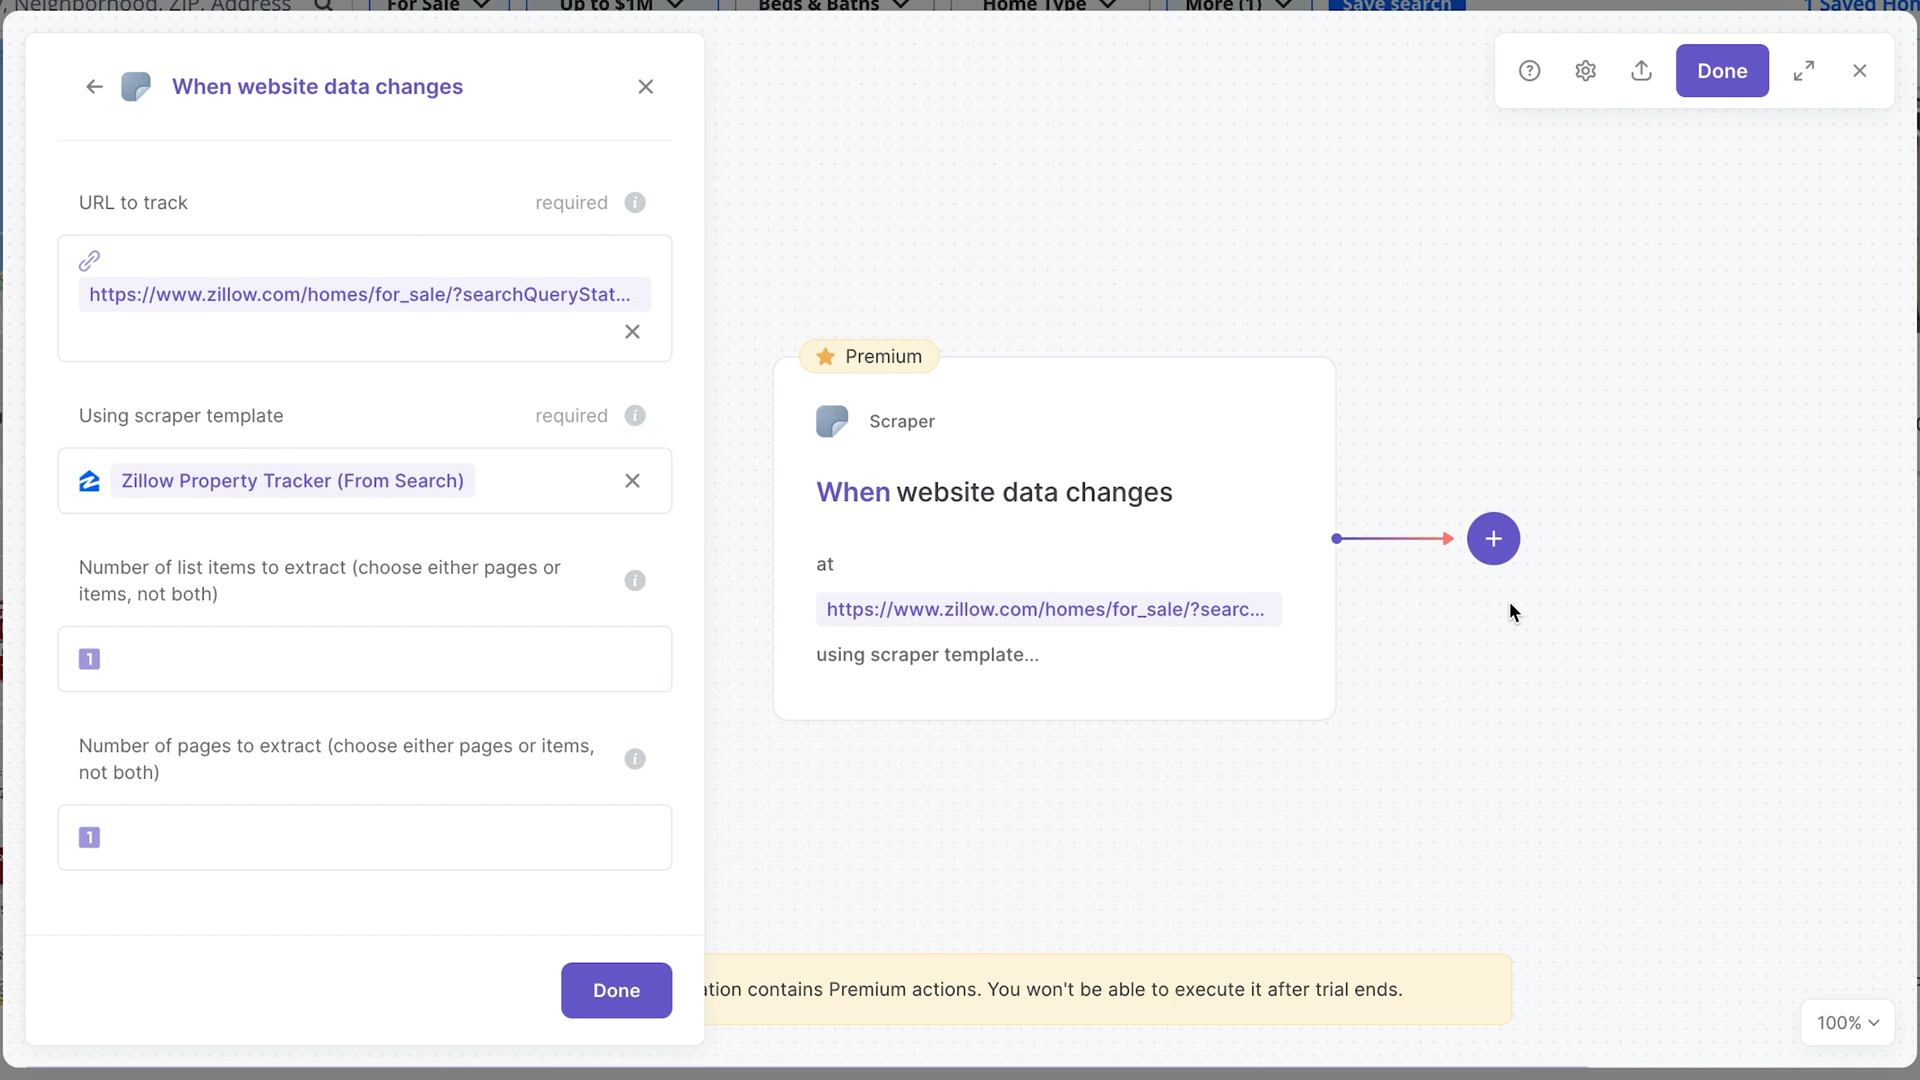 Neighborhood, ZIP, Address
For Sale
Up to $1M
Beds & Baths
Home Type
More (1)
Save search
1 Saved
When website data changes
Done
URL to track
required
https://www.zillow.com/homes/for_sale/?searchQueryStat...
Using scraper template
required
Zillow Property Tracker (From Search)
Number of list items to extract (choose either pages or
items, not both)
1
Number of pages to extract (choose either pages or items,
not both)
1
Done
Premium
Scraper
When website data changes
at
https://www.zillow.com/homes/for_sale/?searc...
using scraper template...
contains Premium actions. You won't be able to execute it after trial ends.
100%